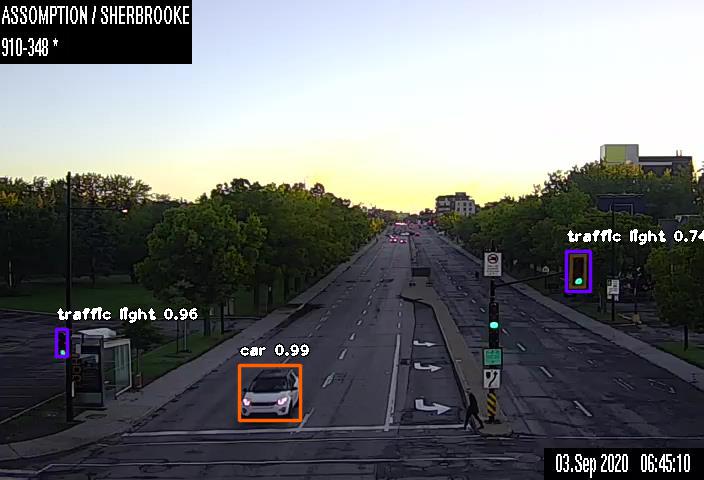 ASSOMPTION / SHERBROOKE
910-348 *
traffic light 0.74
traffic light 0.96
car 0.99
03.Sep 2020 06:45:10